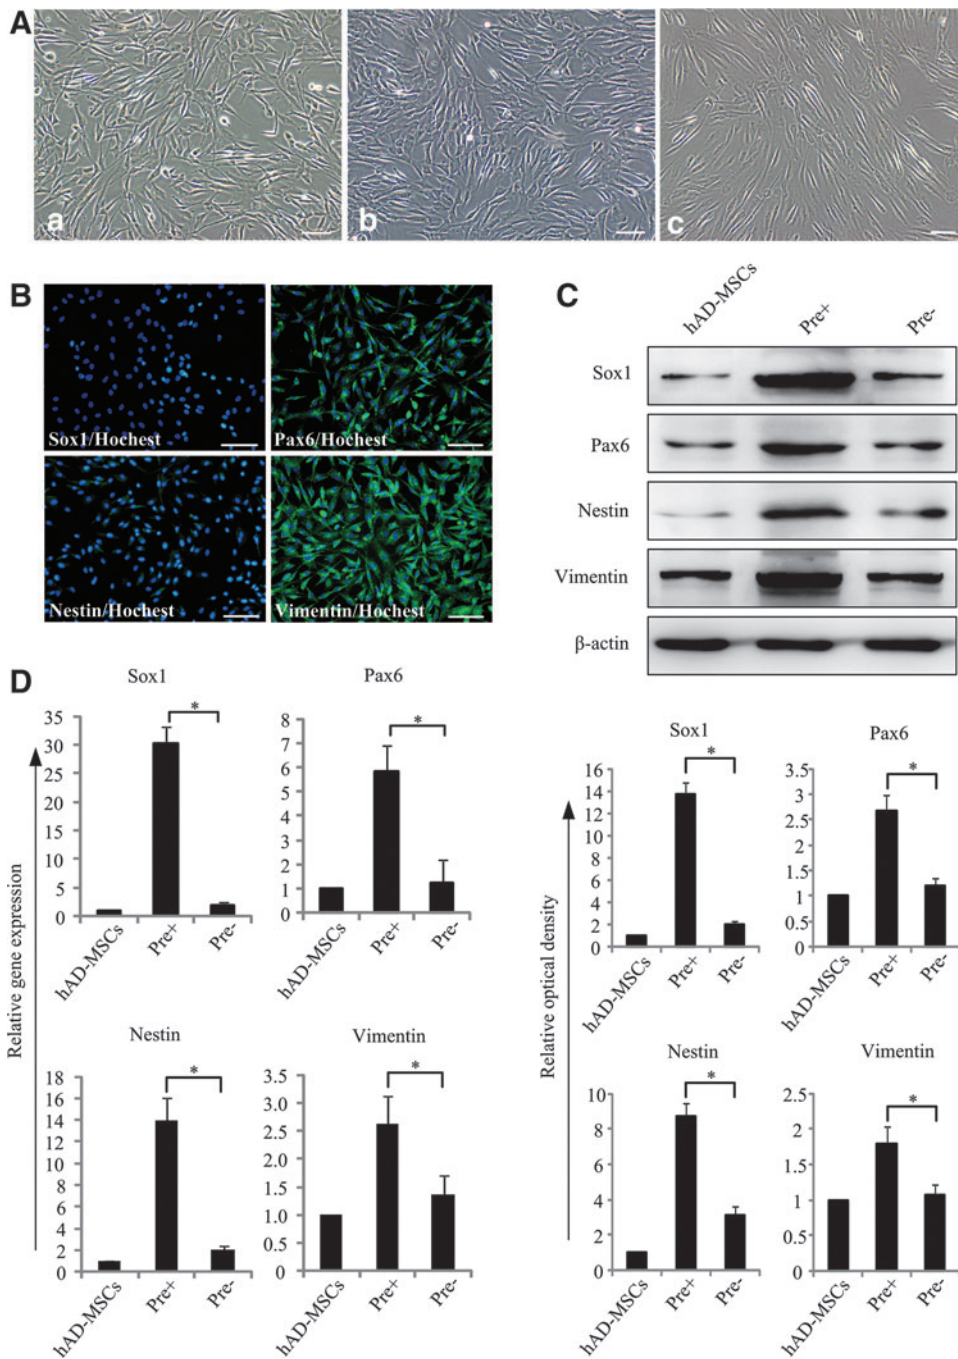 A
a
b
c
B
Sox1/Hochest
Pax6/Hochest
Nestin/Hochest
Vimentin/Hochest
C
hAD-MSCs
Pre+
Pre-
Sox1
Pax6
Nestin
Vimentin
β-actin
D
Relative gene expression
Sox1
*
35
30
25
20
15
10
5
0
hAD-MSCs
Pre+
Pre-
Pax6
*
8
7
6
5
4
3
2
1
0
hAD-MSCs
Pre+
Pre-
Nestin
*
18
16
14
12
10
8
6
4
2
0
hAD-MSCs
Pre+
Pre-
Vimentin
*
3.5
3.0
2.5
2.0
1.5
1.0
0.5
0
hAD-MSCs
Pre+
Pre-
Relative optical density
Sox1
*
16
14
12
10
8
6
4
2
0
hAD-MSCs
Pre+
Pre-
Pax6
*
3.5
3
2.5
2
1.5
1
0.5
0
hAD-MSCs
Pre+
Pre-
Nestin
*
10
8
6
4
2
0
hAD-MSCs
Pre+
Pre-
Vimentin
*
2.5
2
1.5
1
0.5
0
hAD-MSCs
Pre+
Pre-